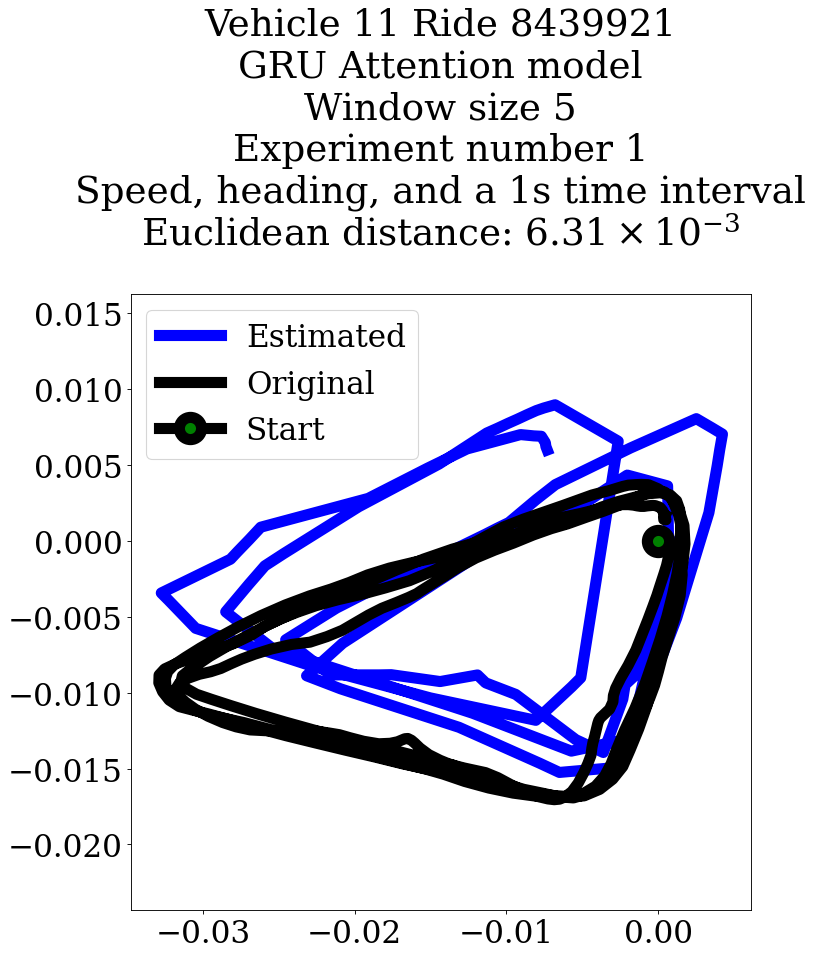 Vehicle 11 Ride 8439921
GRU Attention model
Window size 5
Experiment number 1
Speed, heading, and a 1s time interval
Euclidean distance: 6.31 × 10⁻³
Estimated
Original
Start
0.015
0.010
0.005
0.000
−0.005
−0.010
−0.015
−0.020
−0.03 −0.02 −0.01 0.00